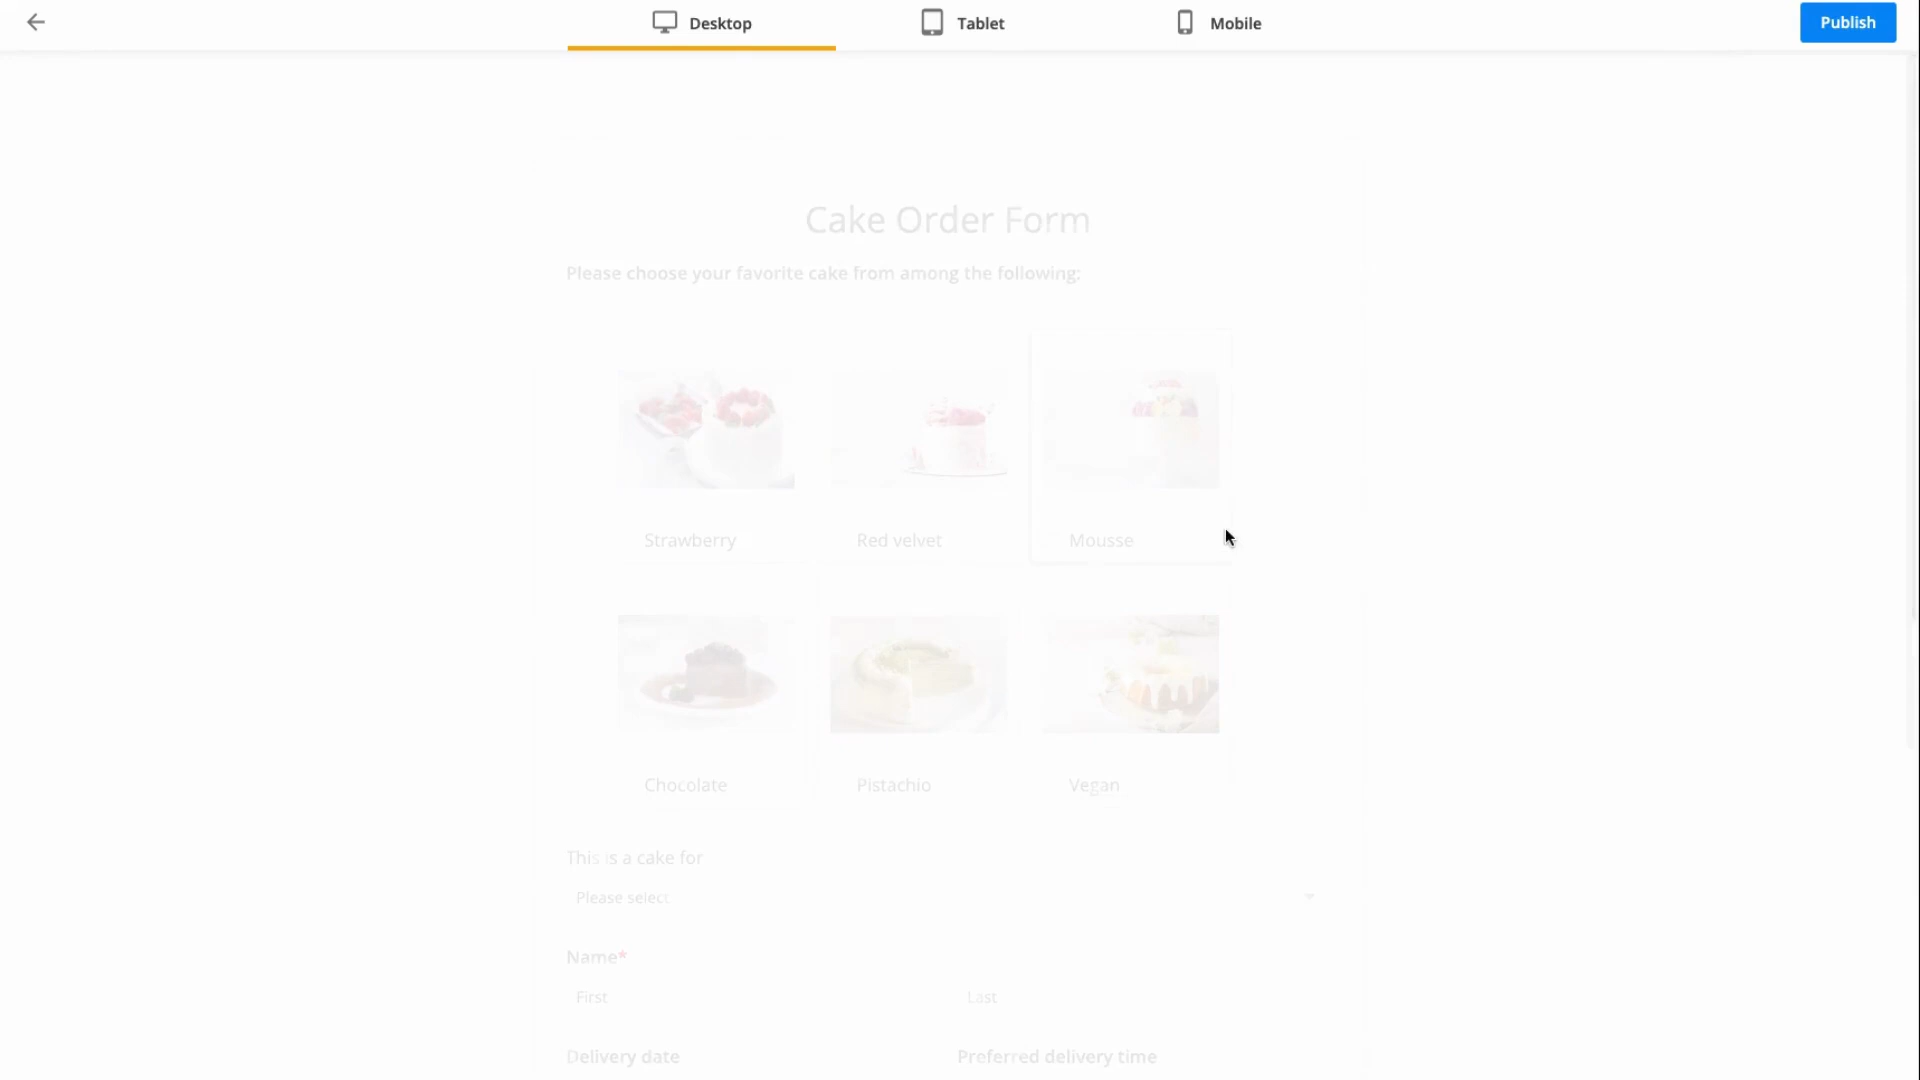 Desktop Tablet Mobile Publish
Cake Order Form
Please choose your favorite cake from among the following:
Strawberry Red velvet Mousse
Chocolate Pistachio Vegan
This is a cake for
Please select
Name*
First Last
Delivery date Preferred delivery time